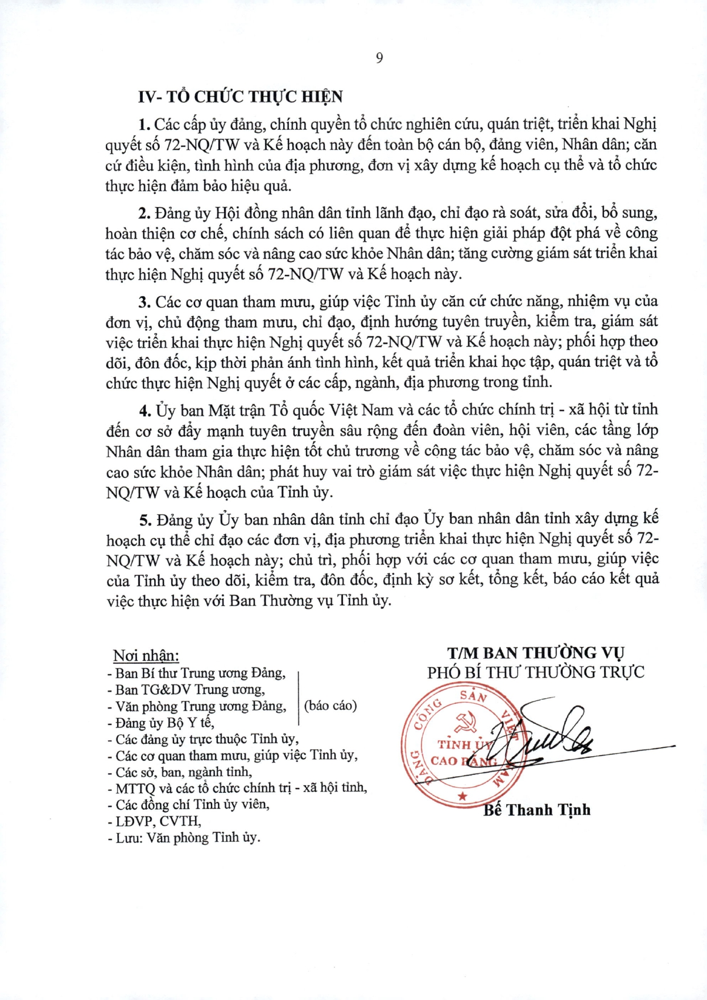 9
IV- TỔ CHỨC THỰC HIỆN
1. Các cấp ủy đảng, chính quyền tổ chức nghiên cứu, quán triệt, triển khai Nghị
quyết số 72-NQ/TW và Kế hoạch này đến toàn bộ cán bộ, đảng viên, Nhân dân; căn
cứ điều kiện, tình hình của địa phương, đơn vị xây dựng kế hoạch cụ thể và tổ chức
thực hiện đảm bảo hiệu quả.
2. Đảng ủy Hội đồng nhân dân tỉnh lãnh đạo, chỉ đạo rà soát, sửa đổi, bổ sung,
hoàn thiện cơ chế, chính sách có liên quan để thực hiện giải pháp đột phá về công
tác bảo vệ, chăm sóc và nâng cao sức khỏe Nhân dân; tăng cường giám sát triển khai
thực hiện Nghị quyết số 72-NQ/TW và Kế hoạch này.
3. Các cơ quan tham mưu, giúp việc Tỉnh ủy căn cứ chức năng, nhiệm vụ của
đơn vị, chủ động tham mưu, chỉ đạo, định hướng tuyên truyền, kiểm tra, giám sát
việc triển khai thực hiện Nghị quyết số 72-NQ/TW và Kế hoạch này; phối hợp theo
dõi, đôn đốc, kịp thời phản ánh tình hình, kết quả triển khai học tập, quán triệt và tổ
chức thực hiện Nghị quyết ở các cấp, ngành, địa phương trong tỉnh.
4. Ủy ban Mặt trận Tổ quốc Việt Nam và các tổ chức chính trị - xã hội từ tỉnh
đến cơ sở đẩy mạnh tuyên truyền sâu rộng đến đoàn viên, hội viên, các tầng lớp
Nhân dân tham gia thực hiện tốt chủ trương về công tác bảo vệ, chăm sóc và nâng
cao sức khỏe Nhân dân; phát huy vai trò giám sát việc thực hiện Nghị quyết số 72-
NQ/TW và Kế hoạch của Tỉnh ủy.
5. Đảng ủy Ủy ban nhân dân tỉnh chỉ đạo Ủy ban nhân dân tỉnh xây dựng kế
hoạch cụ thể chỉ đạo các đơn vị, địa phương triển khai thực hiện Nghị quyết số 72-
NQ/TW và Kế hoạch này; chủ trì, phối hợp với các cơ quan tham mưu, giúp việc
của Tỉnh ủy theo dõi, kiểm tra, đôn đốc, định kỳ sơ kết, tổng kết, báo cáo kết quả
việc thực hiện với Ban Thường vụ Tỉnh ủy.
Nơi nhận:
- Ban Bí thư Trung ương Đảng,
- Ban TG&DV Trung ương,
- Văn phòng Trung ương Đảng,
(báo cáo)
- Đảng ủy Bộ Y tế,
- Các đảng ủy trực thuộc Tỉnh ủy,
- Các cơ quan tham mưu, giúp việc Tỉnh ủy,
- Các sở, ban, ngành tỉnh,
- MTTQ và các tổ chức chính trị - xã hội tỉnh,
- Các đồng chí Tỉnh ủy viên,
- LĐVP, CVTH,
- Lưu: Văn phòng Tỉnh ủy.
T/M BAN THƯỜNG VỤ
PHÓ BÍ THƯ THƯỜNG TRỰC
ĐẢNG CỘNG SẢN VIỆT NAM
TỈNH ỦY
CAO BẰNG
Bế Thanh Tịnh